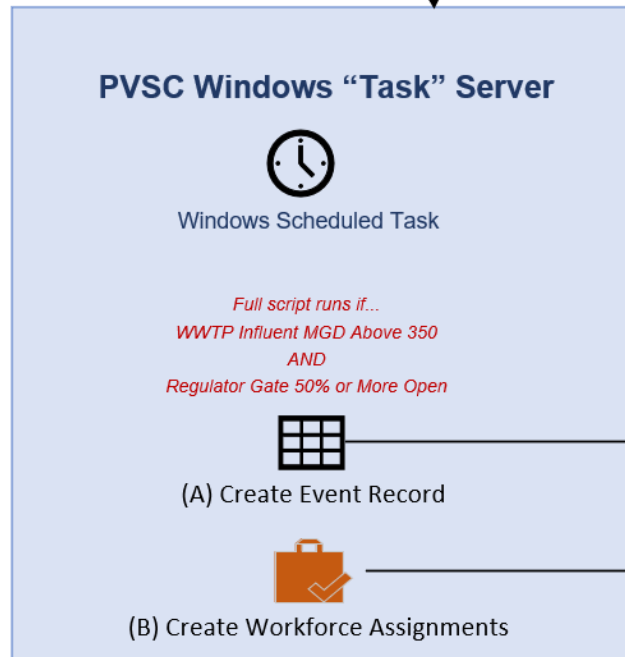 PVSC Windows “Task” Server
Windows Scheduled Task
Full script runs if...
WWTP Influent MGD Above 350
AND
Regulator Gate 50% or More Open
(A) Create Event Record
(B) Create Workforce Assignments